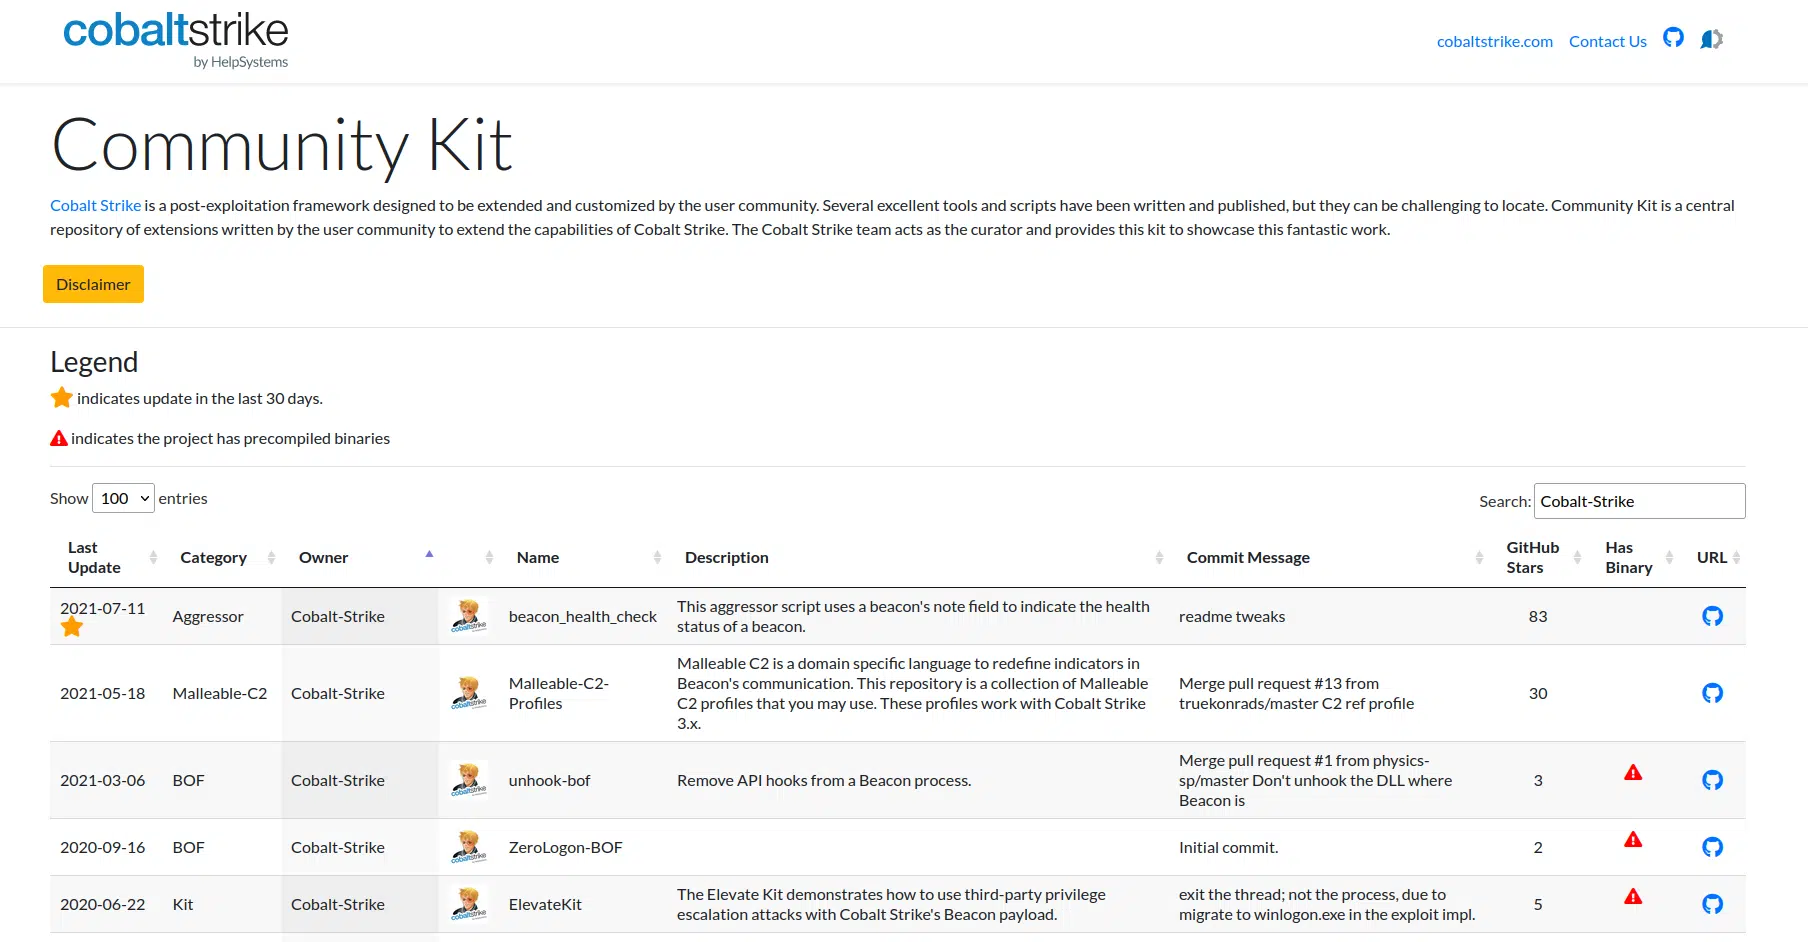 cobaltstrike
by HelpSystems
cobaltstrike.com Contact Us
Community Kit
Cobalt Strike is a post-exploitation framework designed to be extended and customized by the user community. Several excellent tools and scripts have been written and published, but they can be challenging to locate. Community Kit is a central
repository of extensions written by the user community to extend the capabilities of Cobalt Strike. The Cobalt Strike team acts as the curator and provides this kit to showcase this fantastic work.
Disclaimer
Legend
indicates update in the last 30 days.
indicates the project has precompiled binaries
Show 100 entries
Search: Cobalt-Strike
Last Update Category Owner Name Description Commit Message GitHub Stars Has Binary URL
2021-07-11
Aggressor
Cobalt-Strike
cobaltstrike
beacon_health_check
This aggressor script uses a beacon's note field to indicate the health
status of a beacon.
readme tweaks
83
2021-05-18
Malleable-C2
Cobalt-Strike
cobaltstrike
Malleable-C2-
Profiles
Malleable C2 is a domain specific language to redefine indicators in
Beacon's communication. This repository is a collection of Malleable
C2 profiles that you may use. These profiles work with Cobalt Strike
3.x.
Merge pull request #13 from
truekonrads/master C2 ref profile
30
2021-03-06
BOF
Cobalt-Strike
cobaltstrike
unhook-bof
Remove API hooks from a Beacon process.
Merge pull request #1 from physics-
sp/master Don't unhook the DLL where
Beacon is
3
2020-09-16
BOF
Cobalt-Strike
cobaltstrike
ZeroLogon-BOF
Initial commit.
2
2020-06-22
Kit
Cobalt-Strike
cobaltstrike
ElevateKit
The Elevate Kit demonstrates how to use third-party privilege
escalation attacks with Cobalt Strike's Beacon payload.
exit the thread; not the process, due to
migrate to winlogon.exe in the exploit impl.
5